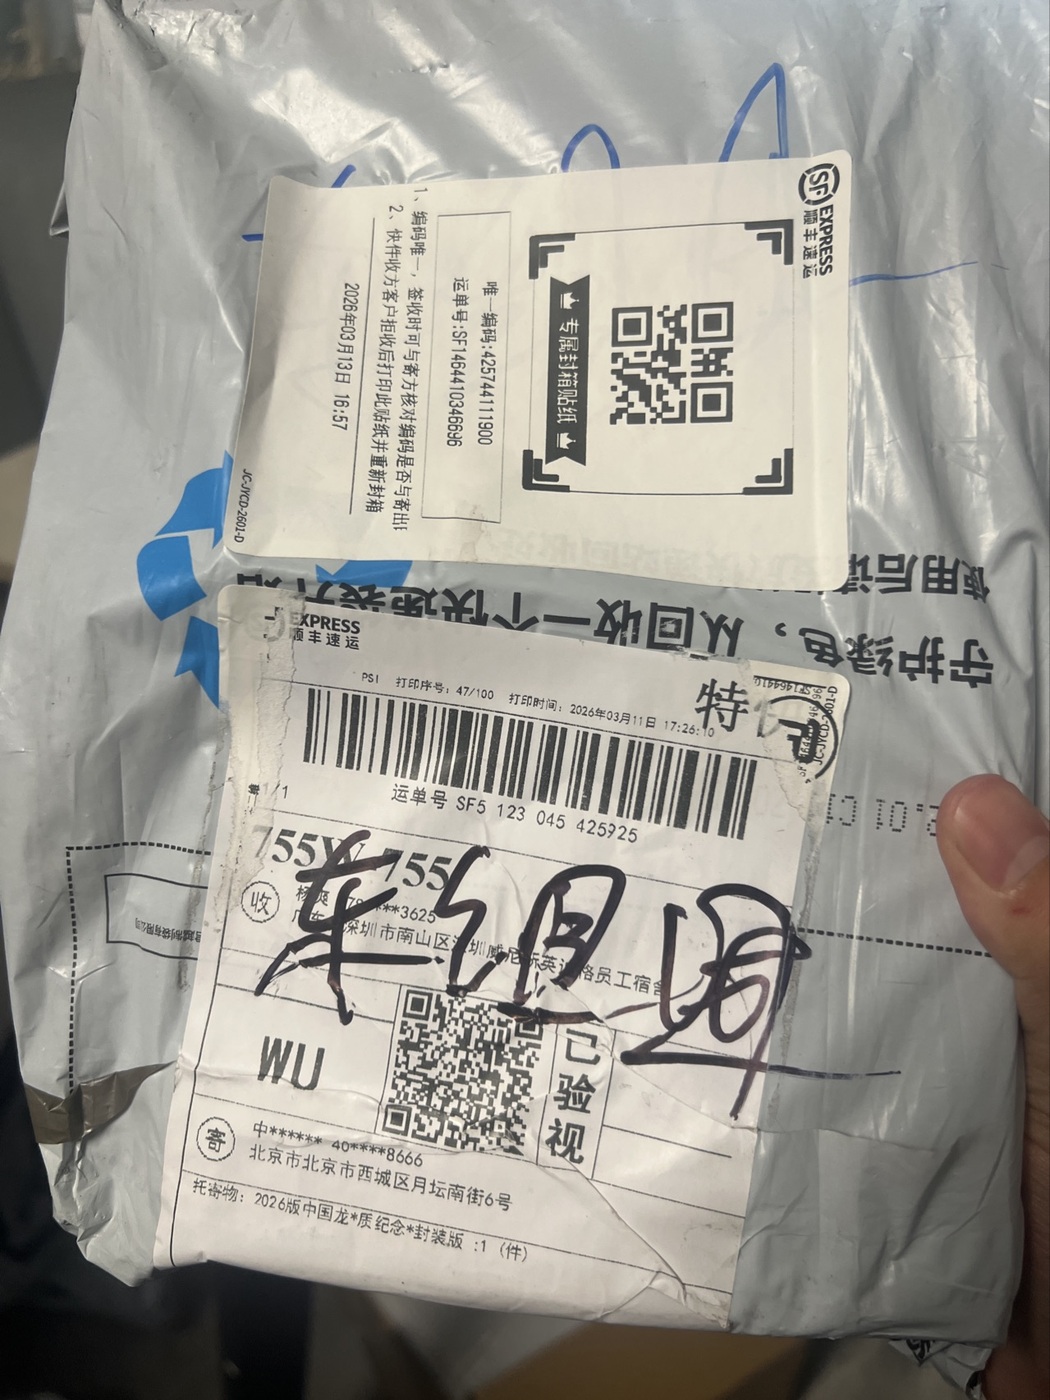 SF EXPRESS
顺丰速运
专属封箱贴纸
唯一编码:425744111900
运单号:SF1464410346696
1、编码唯一，签收时可与寄方核对编码是否与寄出
2、快件收方客户拒收后打印此贴纸并重新封箱
2026年03月13日 16:57
JC-JYCD-2601-D
使用后请
守护绿色，从回收一个快递袋开始
EXPRESS
顺丰速运
PS1 打印序号: 47/100 打印时间: 2026年03月11日 17:26:10
特
JC-JYCD-2601-D
1/1
运单号 SF5 123 045 425925
755W-755
收
3625
深圳市南山区 员工宿舍
WU
已验视
寄
中****** 40****8666
北京市北京市西城区月坛南街6号
托寄物: 2026版中国龙*质纪念*封装版 :1 (件)